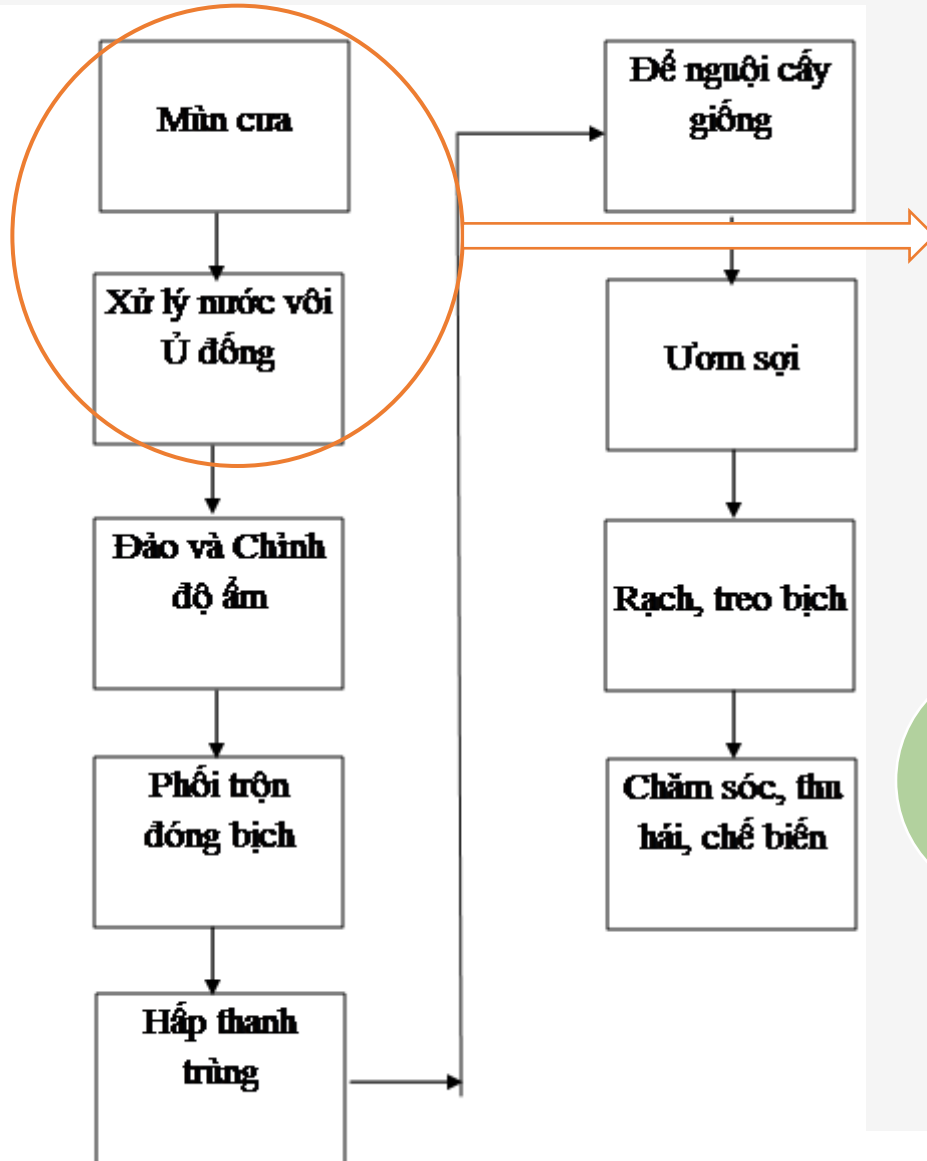 Mùn cưa
Xử lý nước vôi
Ủ đống
Đảo và Chỉnh
độ ẩm
Phối trộn
đóng bịch
Hấp thanh
trùng
Để nguội cấy
giống
Ươm sợi
Rạch, treo bịch
Chăm sóc, thu
hái, chế biến